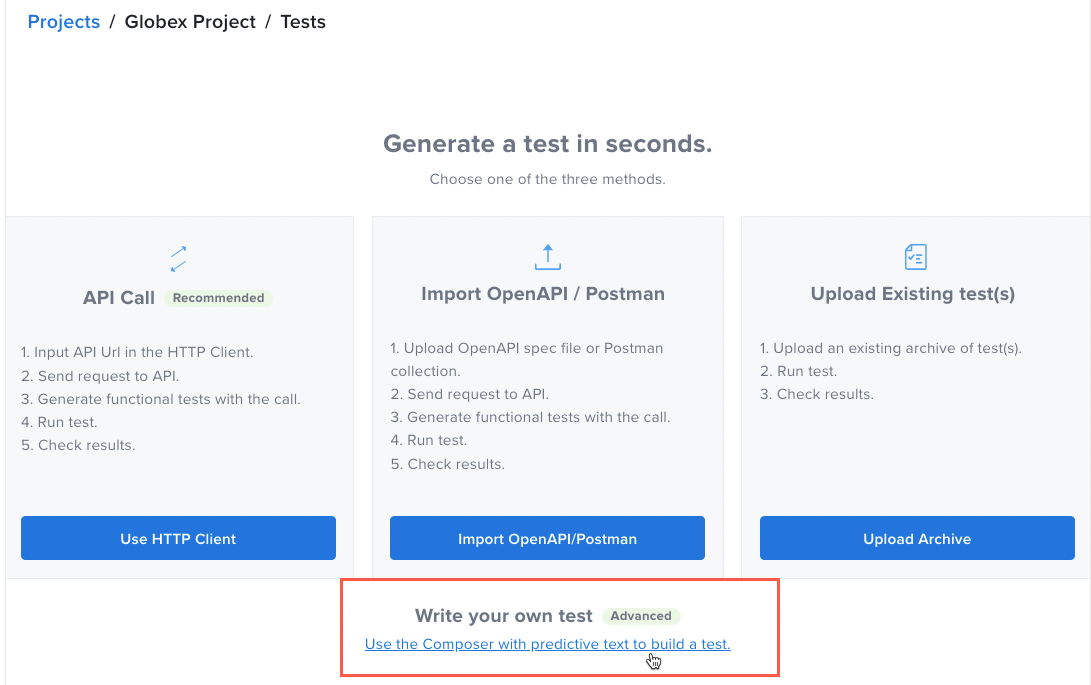 Projects / Globex Project / Tests
Generate a test in seconds.
Choose one of the three methods.
API Call Recommended
1. Input API Url in the HTTP Client.
2. Send request to API.
3. Generate functional tests with the call.
4. Run test.
5. Check results.
Use HTTP Client
Import OpenAPI / Postman
1. Upload OpenAPI spec file or Postman
collection.
2. Send request to API.
3. Generate functional tests with the call.
4. Run test.
5. Check results.
Import OpenAPI/Postman
Upload Existing test(s)
1. Upload an existing archive of test(s).
2. Run test.
3. Check results.
Upload Archive
Write your own test Advanced
Use the Composer with predictive text to build a test.